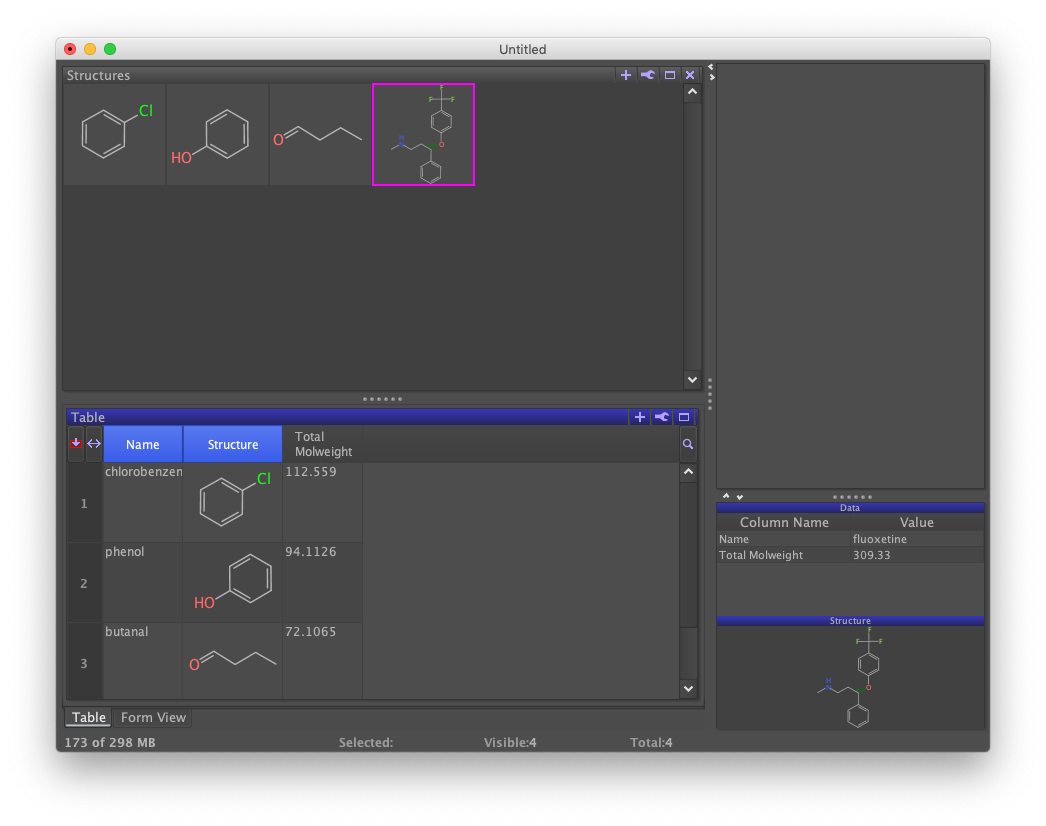 Untitled
Structures
Cl
HO
O
F
F F
H
N
O
Table
Name Structure Total
Molweight
1 chlorobenzen Cl 112.559
2 phenol HO 94.1126
3 butanal O 72.1065
Table Form View
173 of 298 MB Selected: Visible:4 Total:4
Data
Column Name Value
Name fluoxetine
Total Molweight 309.33
Structure
F
F F
H
N
O